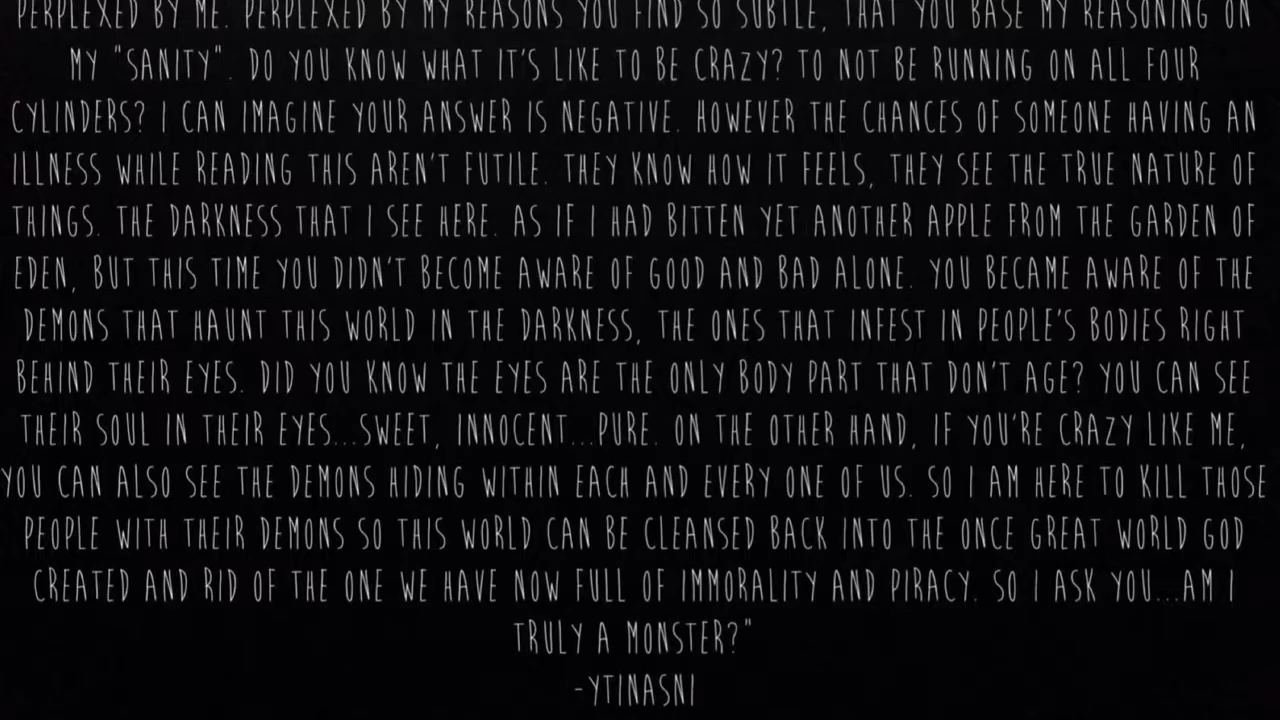 PERPLEXED BY ME. PERPLEXED BY MY REASONS YOU FIND SO SUBTLE, THAT YOU BASE MY REASONING ON
MY "SANITY". DO YOU KNOW WHAT IT'S LIKE TO BE CRAZY? TO NOT BE RUNNING ON ALL FOUR
CYLINDERS? I CAN IMAGINE YOUR ANSWER IS NEGATIVE. HOWEVER THE CHANCES OF SOMEONE HAVING AN
ILLNESS WHILE READING THIS AREN'T FUTILE. THEY KNOW HOW IT FEELS, THEY SEE THE TRUE NATURE OF
THINGS. THE DARKNESS THAT I SEE HERE. AS IF I HAD BITTEN YET ANOTHER APPLE FROM THE GARDEN OF
EDEN, BUT THIS TIME YOU DIDN'T BECOME AWARE OF GOOD AND BAD ALONE. YOU BECAME AWARE OF THE
DEMONS THAT HAUNT THIS WORLD IN THE DARKNESS, THE ONES THAT INFEST IN PEOPLE'S BODIES RIGHT
BEHIND THEIR EYES. DID YOU KNOW THE EYES ARE THE ONLY BODY PART THAT DON'T AGE? YOU CAN SEE
THEIR SOUL IN THEIR EYES...SWEET, INNOCENT...PURE. ON THE OTHER HAND, IF YOU'RE CRAZY LIKE ME,
YOU CAN ALSO SEE THE DEMONS HIDING WITHIN EACH AND EVERY ONE OF US. SO I AM HERE TO KILL THOSE
PEOPLE WITH THEIR DEMONS SO THIS WORLD CAN BE CLEANSED BACK INTO THE ONCE GREAT WORLD GOD
CREATED AND RID OF THE ONE WE HAVE NOW FULL OF IMMORALITY AND PIRACY. SO I ASK YOU...AM I
TRULY A MONSTER?"
-YTINASNI